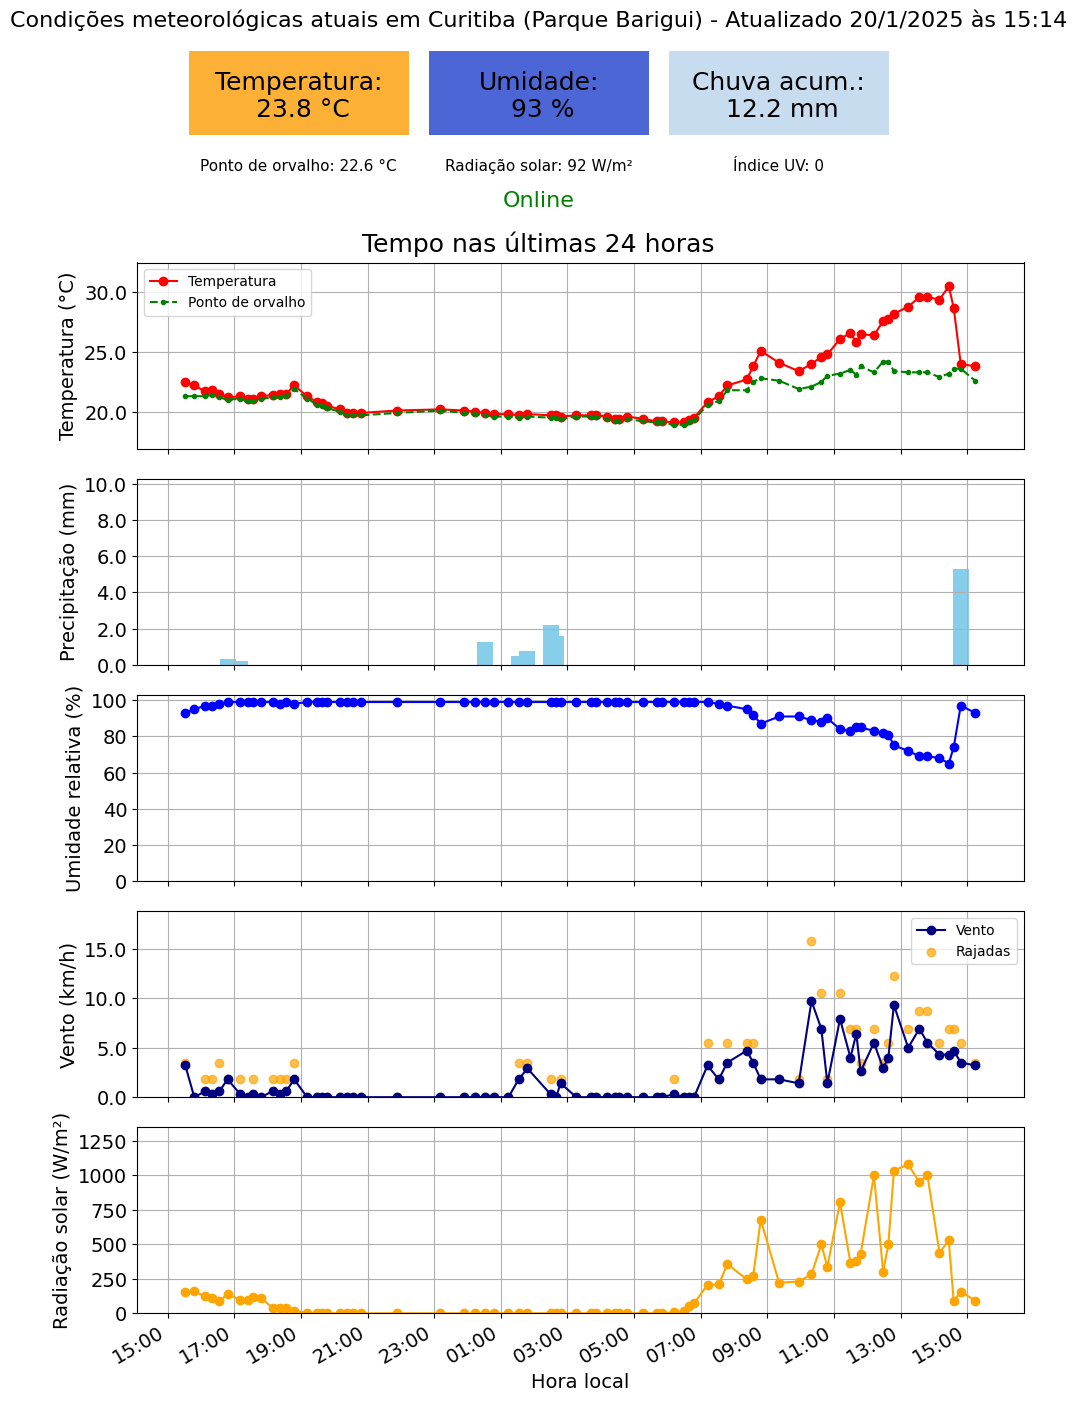 Condições meteorológicas atuais em Curitiba (Parque Barigui) - Atualizado 20/1/2025 às 15:14
Temperatura:
23.8 °C
Umidade:
93 %
Chuva acum.:
12.2 mm
Ponto de orvalho: 22.6 °C
Radiação solar: 92 W/m²
Índice UV: 0
Online
Tempo nas últimas 24 horas
Temperatura (°C)
30.0
25.0
20.0
Temperatura
Ponto de orvalho
Precipitação (mm)
10.0
8.0
6.0
4.0
2.0
0.0
Umidade relativa (%)
100
80
60
40
20
0
Vento (km/h)
15.0
10.0
5.0
0.0
Vento
Rajadas
Radiação solar (W/m²)
1250
1000
750
500
250
0
15:00
17:00
19:00
21:00
23:00
01:00
03:00
05:00
07:00
09:00
11:00
13:00
15:00
Hora local